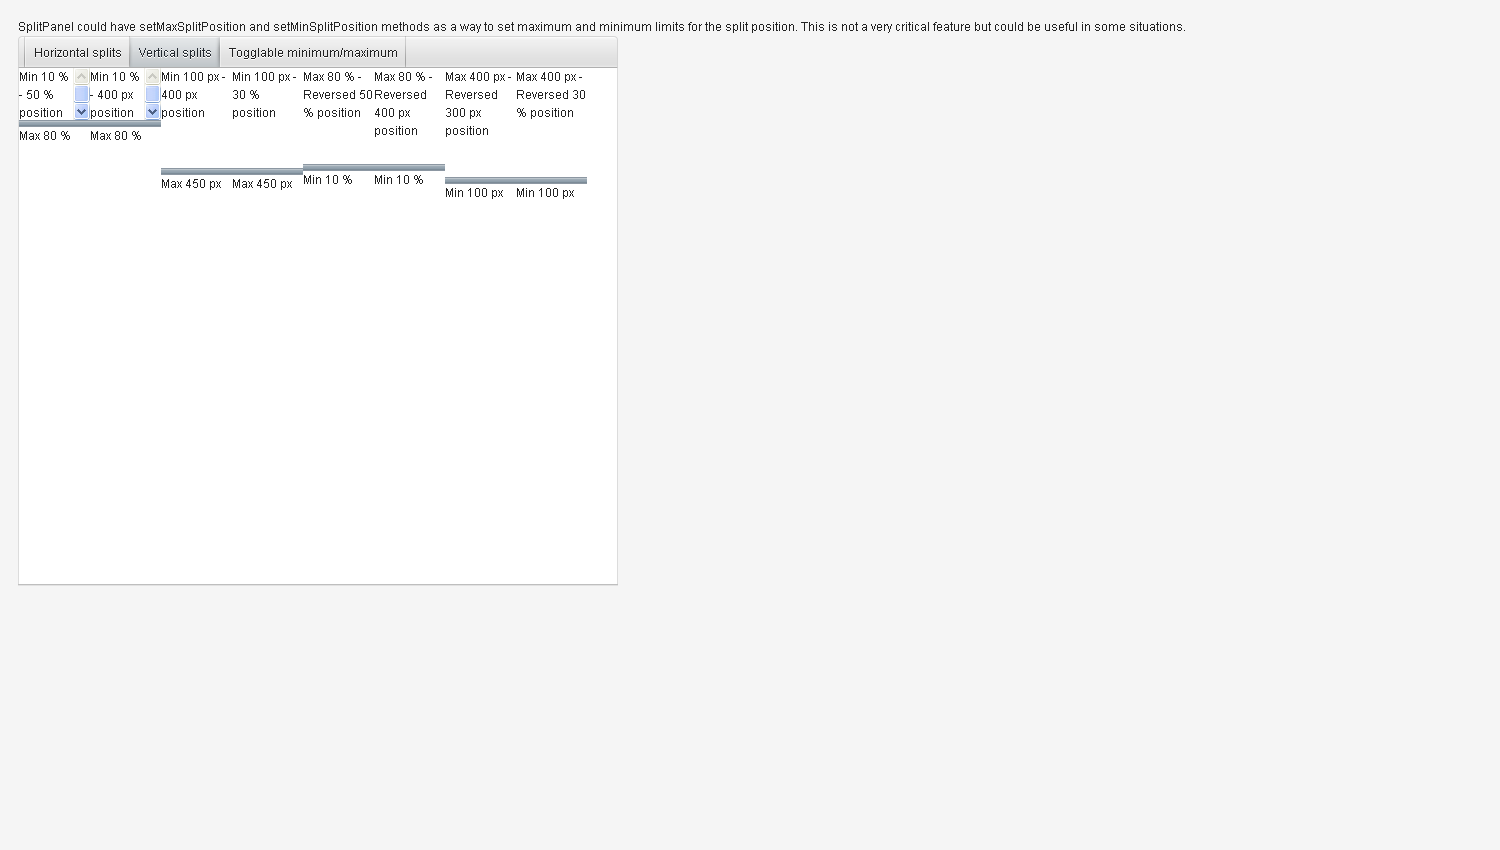 SplitPanel could have setMaxSplitPosition and setMinSplitPosition methods as a way to set maximum and minimum limits for the split position. This is not a very critical feature but could be useful in some situations.
Horizontal splits
Vertical splits
Togglable minimum/maximum
Min 10 %
- 50 %
position
Max 80 %
Min 10 %
- 400 px
position
Max 80 %
Min 100 px -
400 px
position
Max 450 px
Min 100 px -
30 %
position
Max 450 px
Max 80 % -
Reversed 50
% position
Min 10 %
Max 80 % -
Reversed
400 px
position
Min 10 %
Max 400 px -
Reversed
300 px
position
Min 100 px
Max 400 px -
Reversed 30
% position
Min 100 px